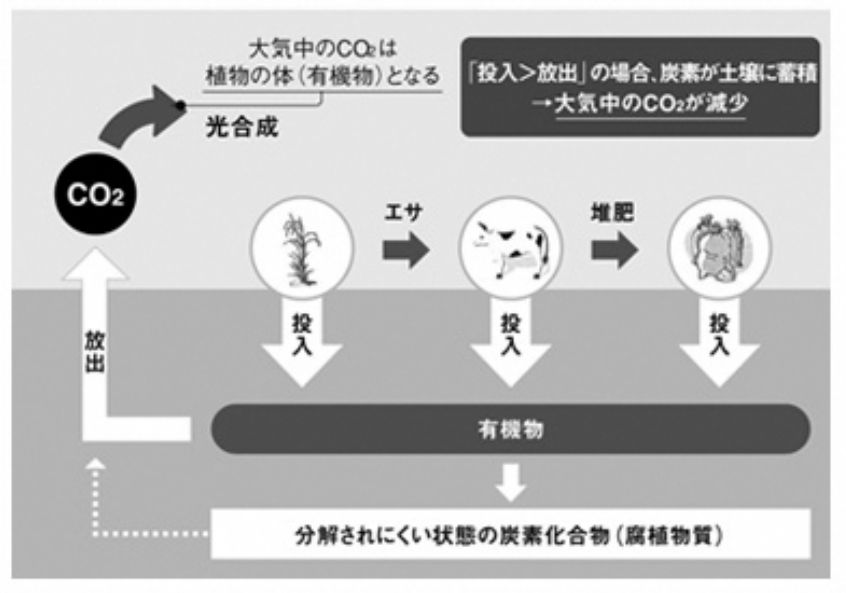 大気中のCO₂は
植物の体(有機物)となる
光合成
「投入>放出」の場合、炭素が土壌に蓄積
→大気中のCO₂が減少
CO₂
エサ
堆肥
投入
投入
投入
放出
有機物
分解されにくい状態の炭素化合物(腐植物質)